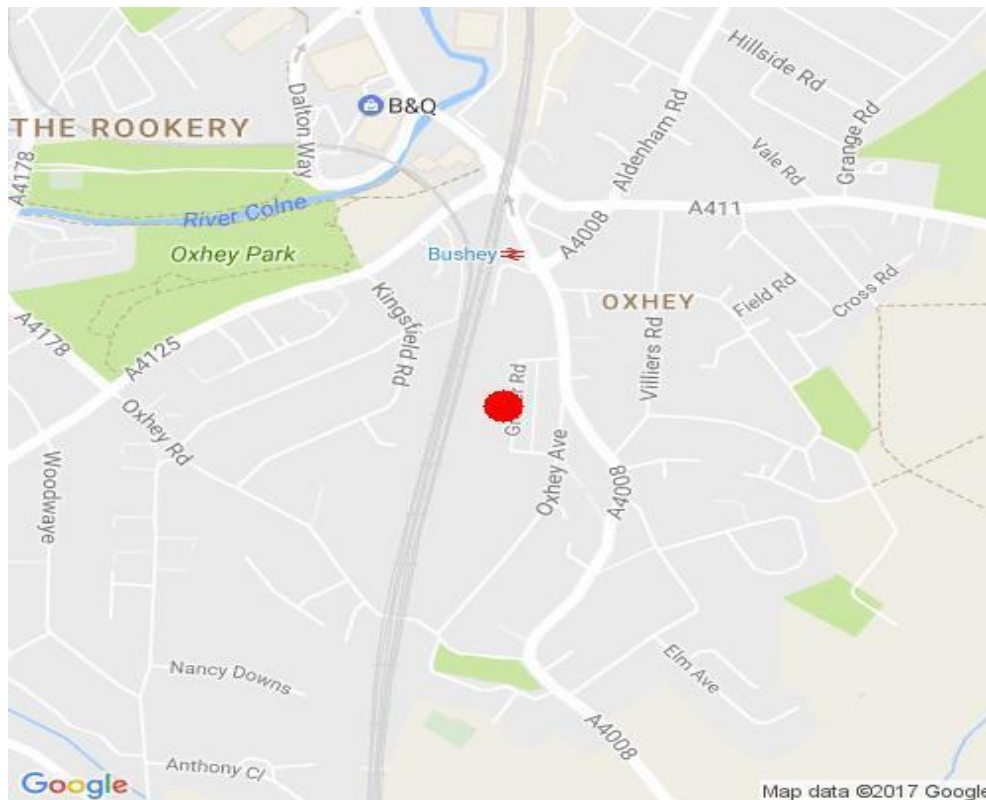 Hillside Rd
B&Q
THE ROOKERY
Dalton Way
Aldenham Rd
Grange Rd
Vale Rd
A4178
River Colne
A411
A4008
Oxhey Park
Bushey
Kingsfield Rd
OXHEY
Field Rd
Cross Rd
A4178
A4125
Villiers Rd
Oxhey Rd
Rd
Woodwaye
Oxhey Ave
A4008
Nancy Downs
Elm Ave
A4008
Anthony Cl
Google
Map data ©2017 Google